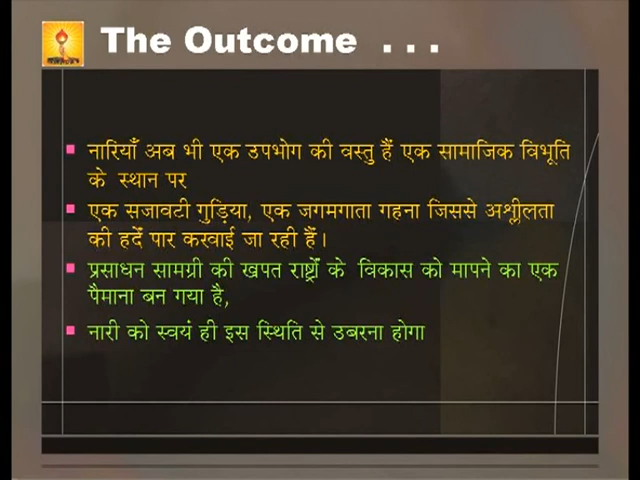 The Outcome . . .
नारियाँ अब भी एक उपभोग की वस्तु हैं एक सामाजिक विभूति
के स्थान पर
एक सजावटी गुड़िया, एक जगमगाता गहना जिससे अश्लीलता
की हदें पार करवाई जा रही हैं।
प्रसाधन सामग्री की खपत राष्ट्रों के विकास को मापने का एक
पैमाना बन गया है,
नारी को स्वयं ही इस स्थिति से उबरना होगा